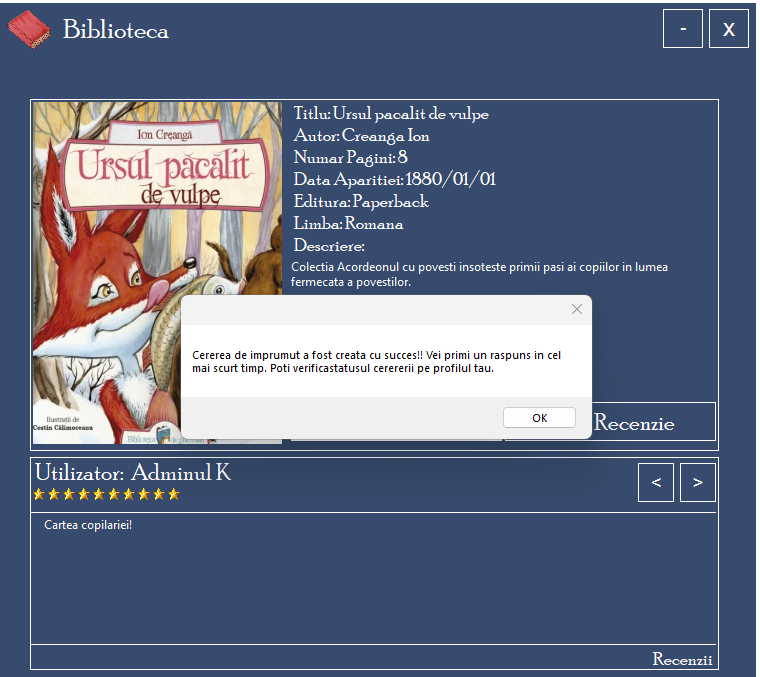 Biblioteca
-
X
Ion Creangă
Ursul păcălit
de vulpe
Ilustrații de
Costin Călimoceanu
Biblioteca
Titlu: Ursul pacalit de vulpe
Autor: Creanga Ion
Numar Pagini: 8
Data Aparitiei: 1880/01/01
Editura: Paperback
Limba: Romana
Descriere:
Colectia Acordeonul cu povesti insoteste primii pasi ai copiilor in lumea
fermecata a povestilor.
Cererea de imprumut a fost creata cu succes!! Vei primi un raspuns in cel
mai scurt timp. Poti verificastatusul cerererii pe profilul tau.
OK
Recenzie
Utilizator: Adminul K
<
>
Cartea copilariei!
Recenzii